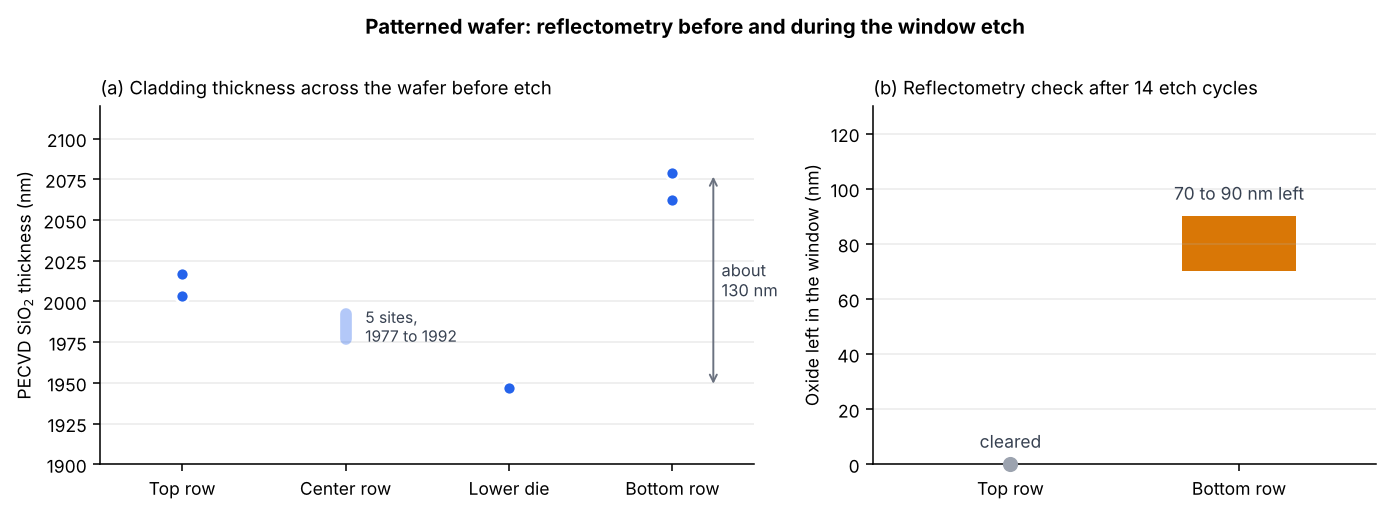 Patterned wafer: reflectometry before and during the window etch
(a) Cladding thickness across the wafer before etch
PECVD SiO₂ thickness (nm)
2100
2075
2050
2025
2000
1975
1950
1925
1900
5 sites,
1977 to 1992
about
130 nm
Top row
Center row
Lower die
Bottom row
(b) Reflectometry check after 14 etch cycles
Oxide left in the window (nm)
120
100
80
60
40
20
0
70 to 90 nm left
cleared
Top row
Bottom row